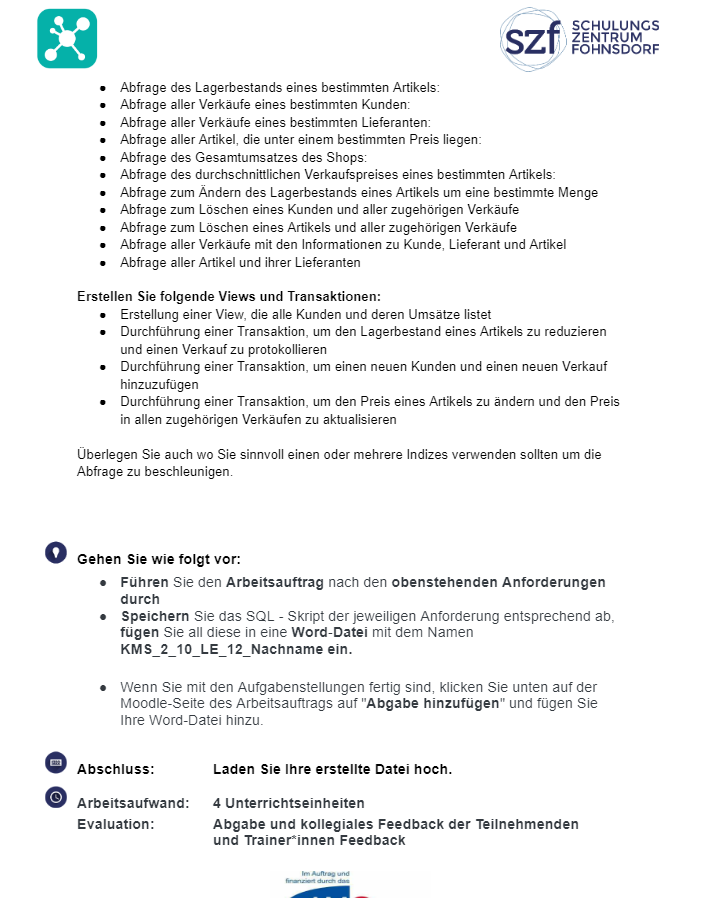 szf SCHULUNGS
ZENTRUM
FOHNSDORF
● Abfrage des Lagerbestands eines bestimmten Artikels:
● Abfrage aller Verkäufe eines bestimmten Kunden:
● Abfrage aller Verkäufe eines bestimmten Lieferanten:
● Abfrage aller Artikel, die unter einem bestimmten Preis liegen:
● Abfrage des Gesamtumsatzes des Shops:
● Abfrage des durchschnittlichen Verkaufspreises eines bestimmten Artikels:
● Abfrage zum Ändern des Lagerbestands eines Artikels um eine bestimmte Menge
● Abfrage zum Löschen eines Kunden und aller zugehörigen Verkäufe
● Abfrage zum Löschen eines Artikels und aller zugehörigen Verkäufe
● Abfrage aller Verkäufe mit den Informationen zu Kunde, Lieferant und Artikel
● Abfrage aller Artikel und ihrer Lieferanten
Erstellen Sie folgende Views und Transaktionen:
● Erstellung einer View, die alle Kunden und deren Umsätze listet
● Durchführung einer Transaktion, um den Lagerbestand eines Artikels zu reduzieren
und einen Verkauf zu protokollieren
● Durchführung einer Transaktion, um einen neuen Kunden und einen neuen Verkauf
hinzuzufügen
● Durchführung einer Transaktion, um den Preis eines Artikels zu ändern und den Preis
in allen zugehörigen Verkäufen zu aktualisieren
Überlegen Sie auch wo Sie sinnvoll einen oder mehrere Indizes verwenden sollten um die
Abfrage zu beschleunigen.
Gehen Sie wie folgt vor:
● Führen Sie den Arbeitsauftrag nach den obenstehenden Anforderungen
durch
● Speichern Sie das SQL - Skript der jeweiligen Anforderung entsprechend ab,
fügen Sie all diese in eine Word-Datei mit dem Namen
KMS_2_10_LE_12_Nachname ein.
● Wenn Sie mit den Aufgabenstellungen fertig sind, klicken Sie unten auf der
Moodle-Seite des Arbeitsauftrags auf "Abgabe hinzufügen" und fügen Sie
Ihre Word-Datei hinzu.
Abschluss: Laden Sie Ihre erstellte Datei hoch.
Arbeitsaufwand: 4 Unterrichtseinheiten
Evaluation: Abgabe und kollegiales Feedback der Teilnehmenden
und Trainer*innen Feedback
Im Auftrag und
finanziert durch das